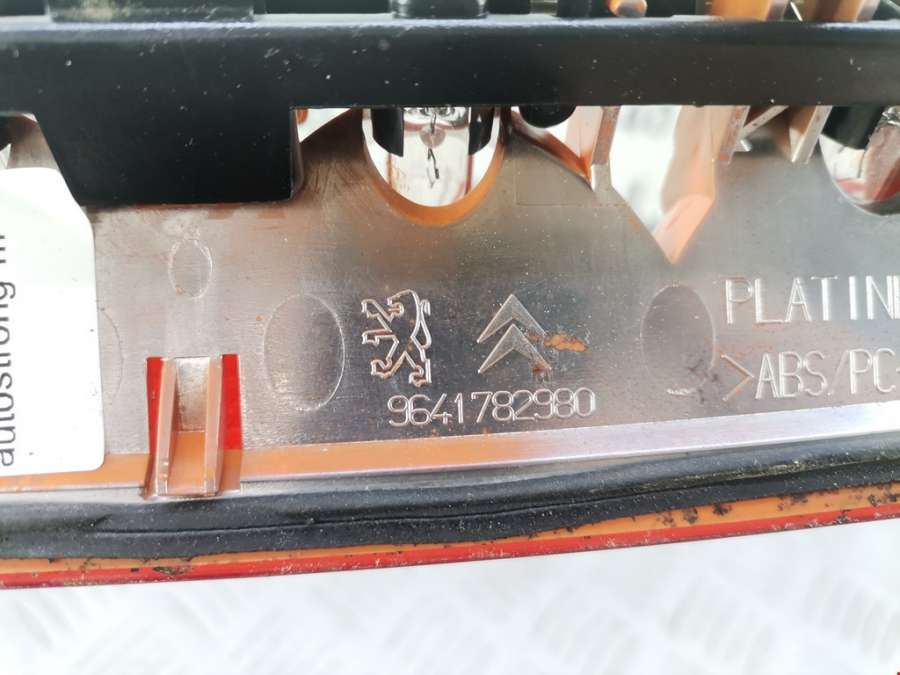 autostrong m
PLATIN
>ABS/PC
9641782980